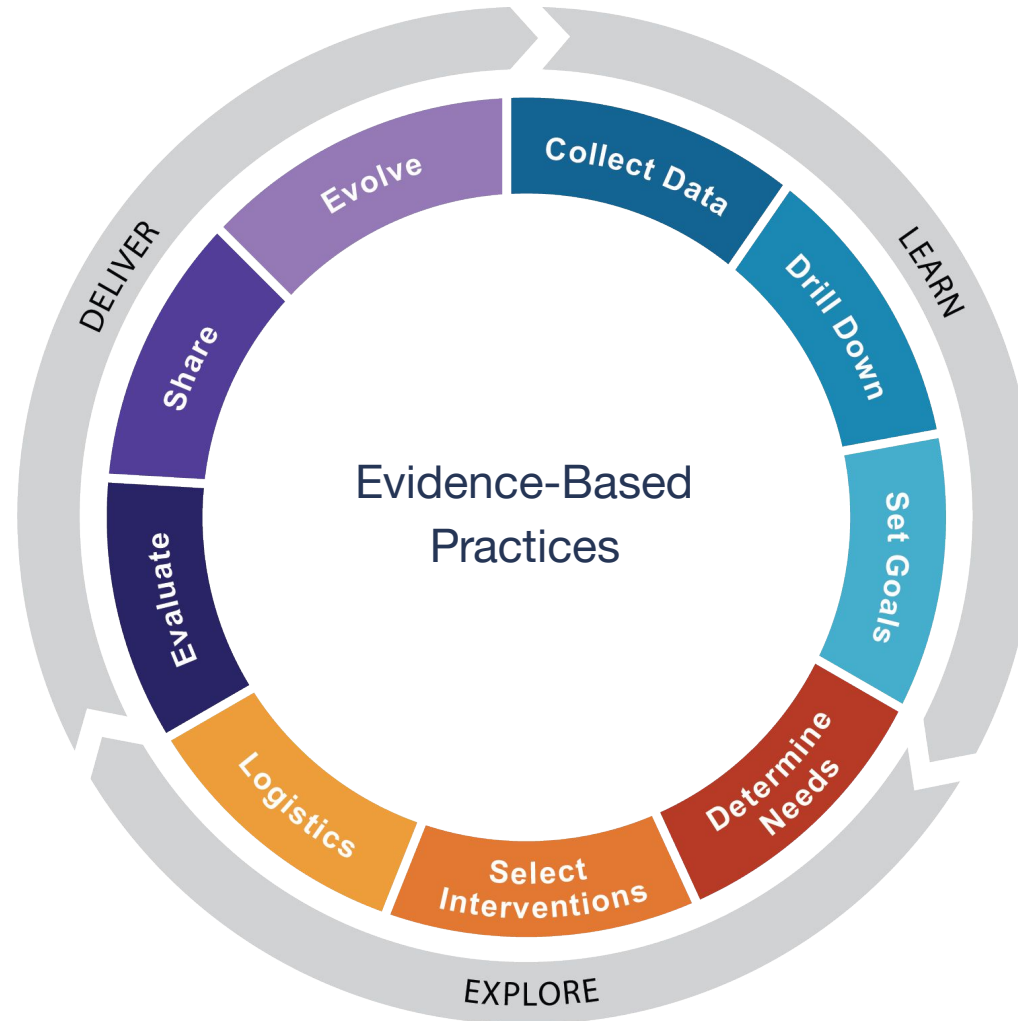 Evidence-Based
Practices
LEARN
Collect Data
Drill Down
Set Goals
EXPLORE
Determine
Needs
Select
Interventions
Logistics
DELIVER
Evaluate
Share
Evolve